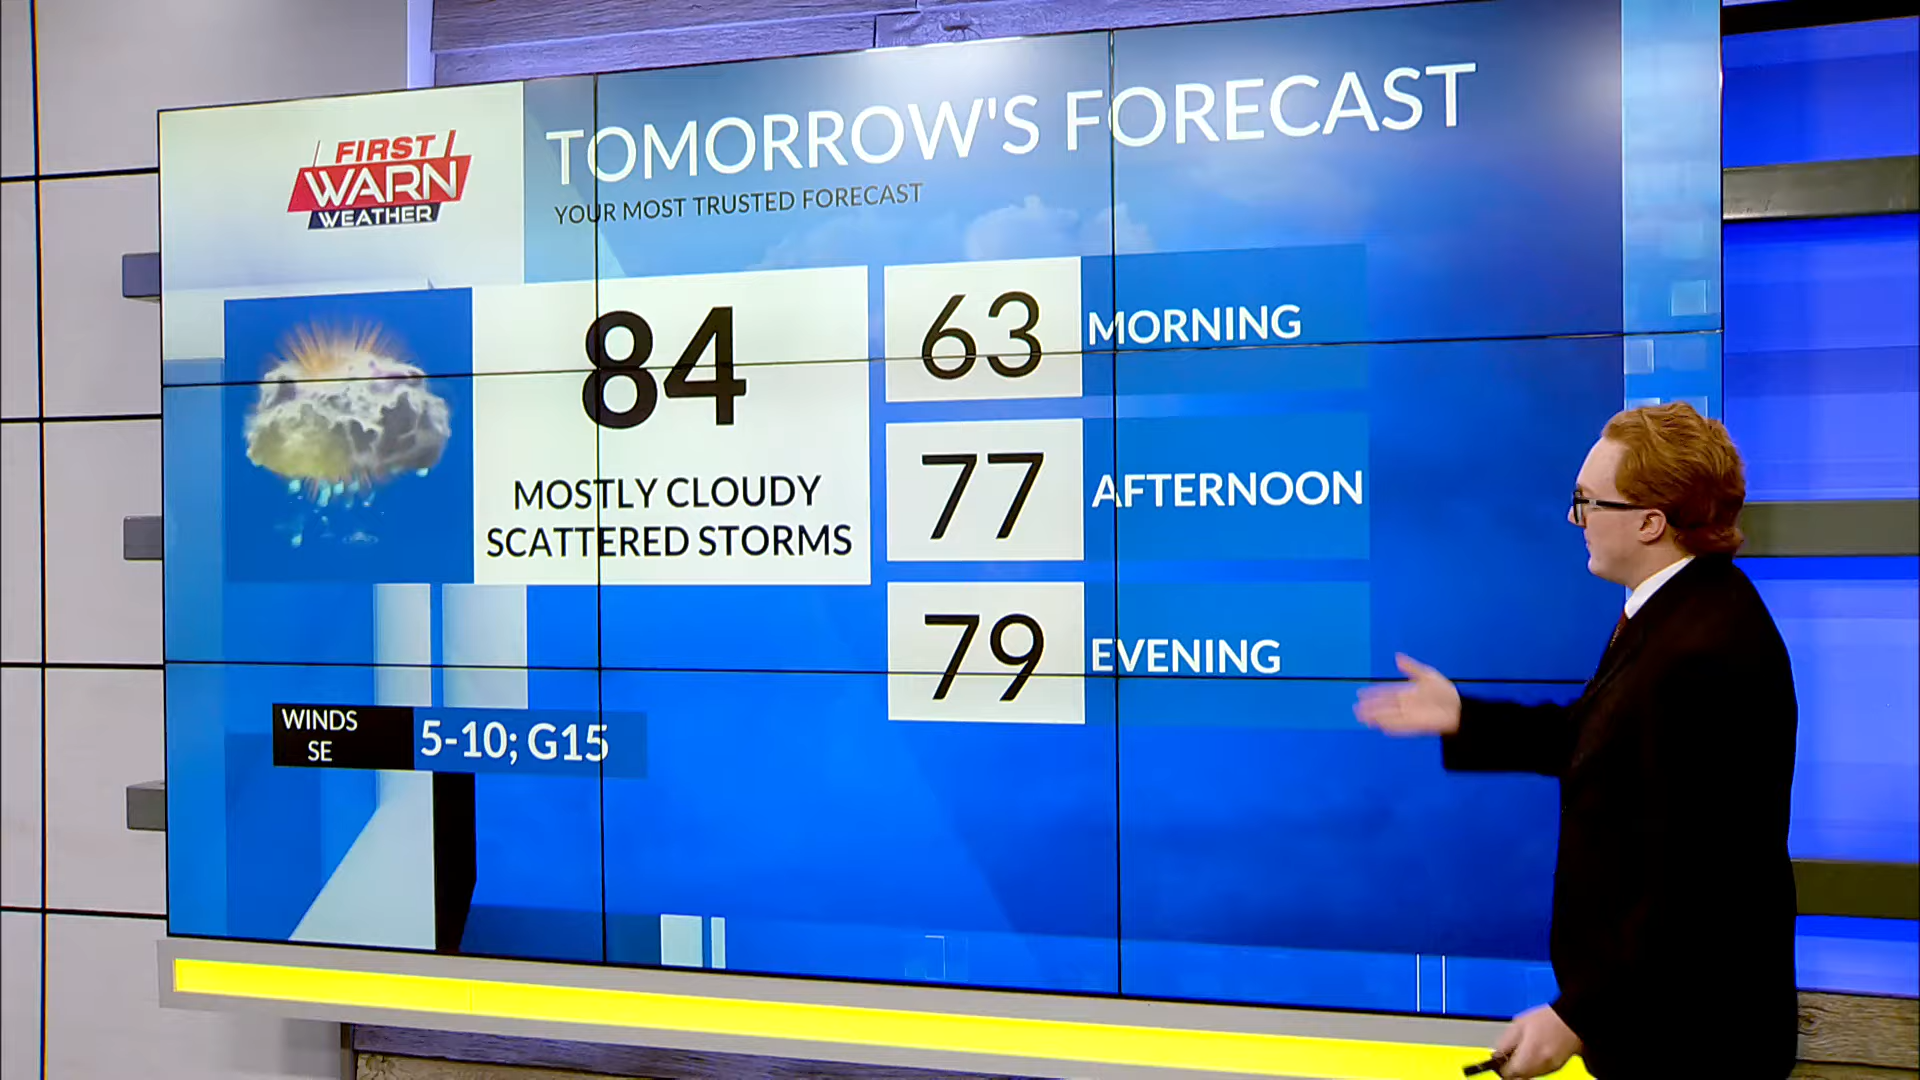 FIRST
WARN
WEATHER
TOMORROW'S FORECAST
YOUR MOST TRUSTED FORECAST
84
MOSTLY CLOUDY
SCATTERED STORMS
63 MORNING
77 AFTERNOON
79 EVENING
WINDS
SE
5-10; G15